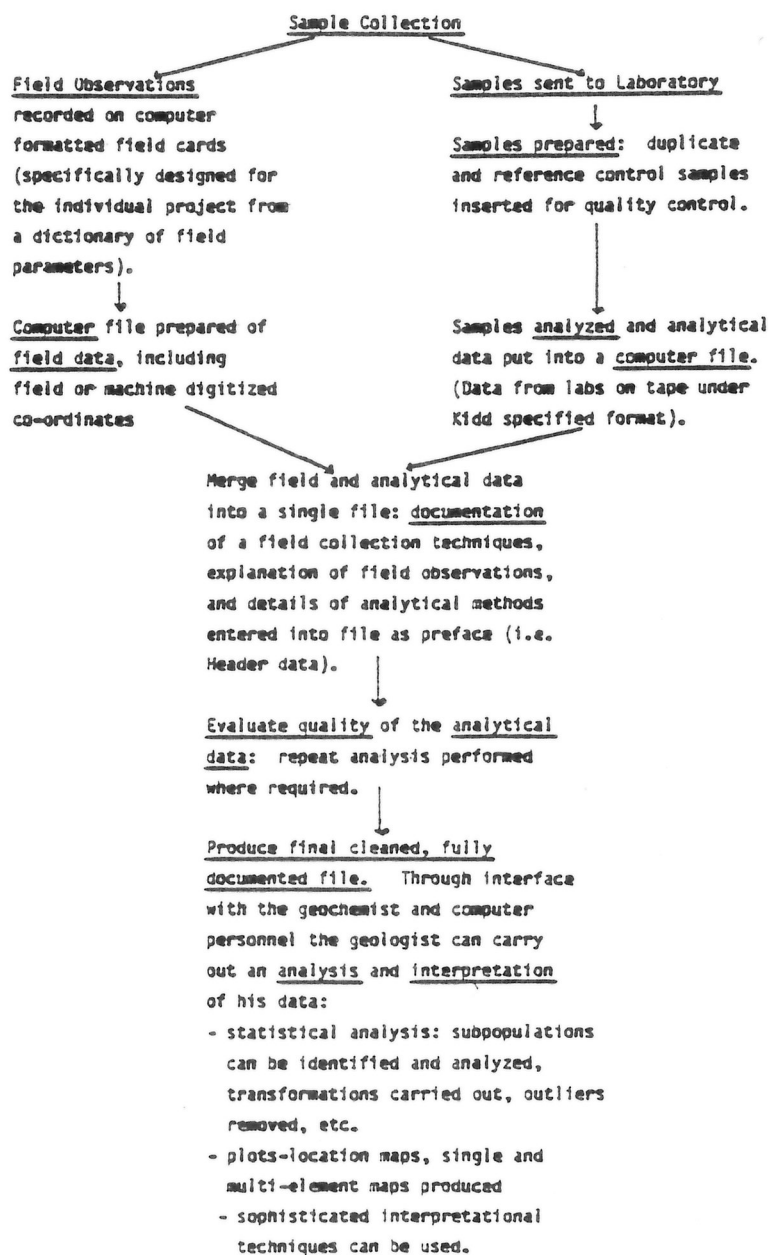 Sample Collection
Field Observations
recorded on computer
formatted field cards
(specifically designed for
the individual project from
a dictionary of field
parameters).
Computer file prepared of
field data, including
field or machine digitized
co-ordinates
Samples sent to Laboratory
Samples prepared: duplicate
and reference control samples
inserted for quality control.
Samples analyzed and analytical
data put into a computer file.
(Data from labs on tape under
Kidd specified format).
Merge field and analytical data
into a single file: documentation
of a field collection techniques,
explanation of field observations,
and details of analytical methods
entered into file as preface (i.e.
Header data).
Evaluate quality of the analytical
data: repeat analysis performed
where required.
Produce final cleaned, fully
documented file. Through interface
with the geochemist and computer
personnel the geologist can carry
out an analysis and interpretation
of his data:
- statistical analysis: subpopulations
can be identified and analyzed,
transformations carried out, outliers
removed, etc.
- plots-location maps, single and
multi-element maps produced
- sophisticated interpretational
techniques can be used.